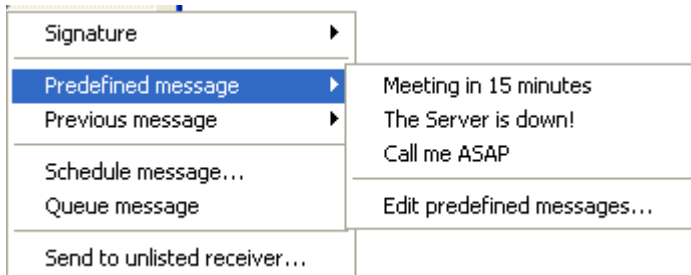 Signature
Predefined message
Previous message
Schedule message...
Queue message
Send to unlisted receiver...
Meeting in 15 minutes
The Server is down!
Call me ASAP
Edit predefined messages...